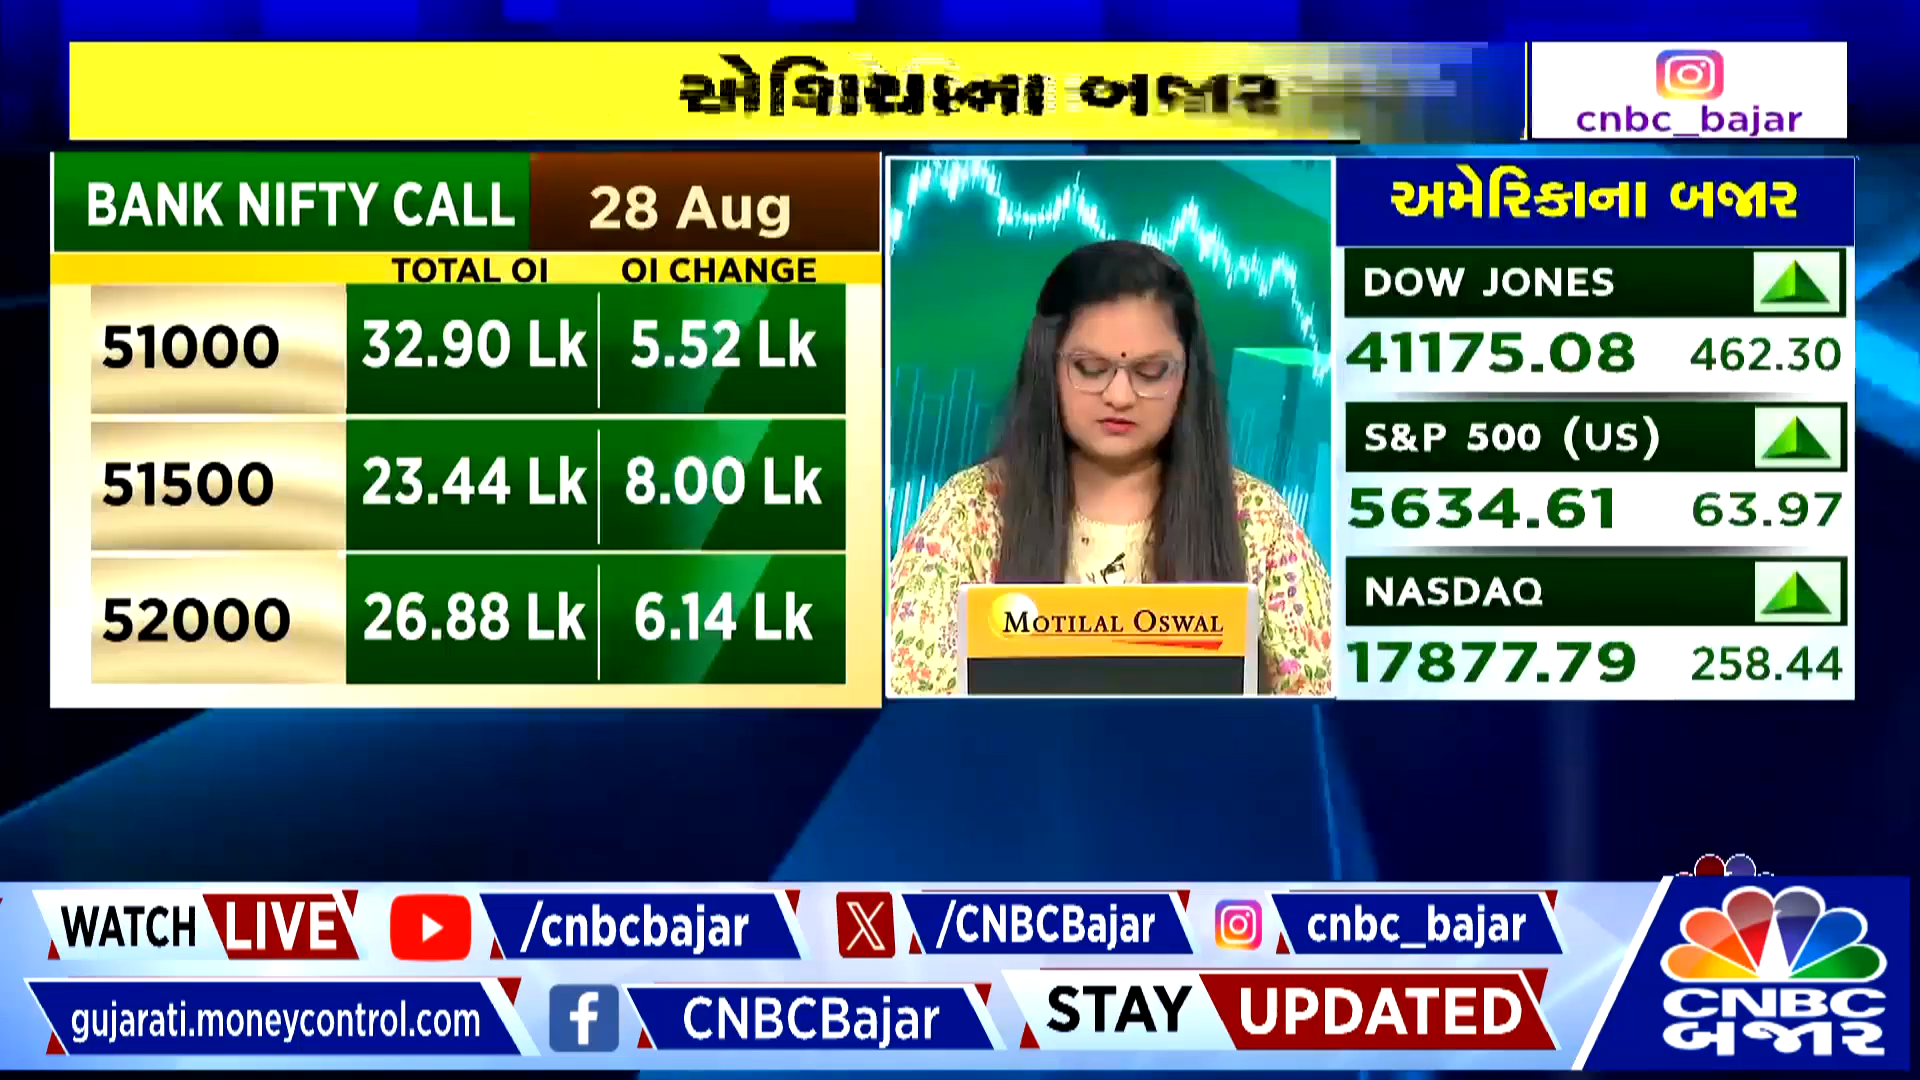 એશિયાના બજાર
cnbc_bajar
BANK NIFTY CALL 28 Aug
TOTAL OI OI CHANGE
51000 32.90 Lk 5.52 Lk
51500 23.44 Lk 8.00 Lk
52000 26.88 Lk 6.14 Lk
MOTILAL OSWAL
અમેરિકાના બજાર
DOW JONES
41175.08 462.30
S&P 500 (US)
5634.61 63.97
NASDAQ
17877.79 258.44
WATCH LIVE /cnbcbajar /CNBCBajar cnbc_bajar
gujarati.moneycontrol.com CNBCBajar STAY UPDATED
CNBC
બજાર